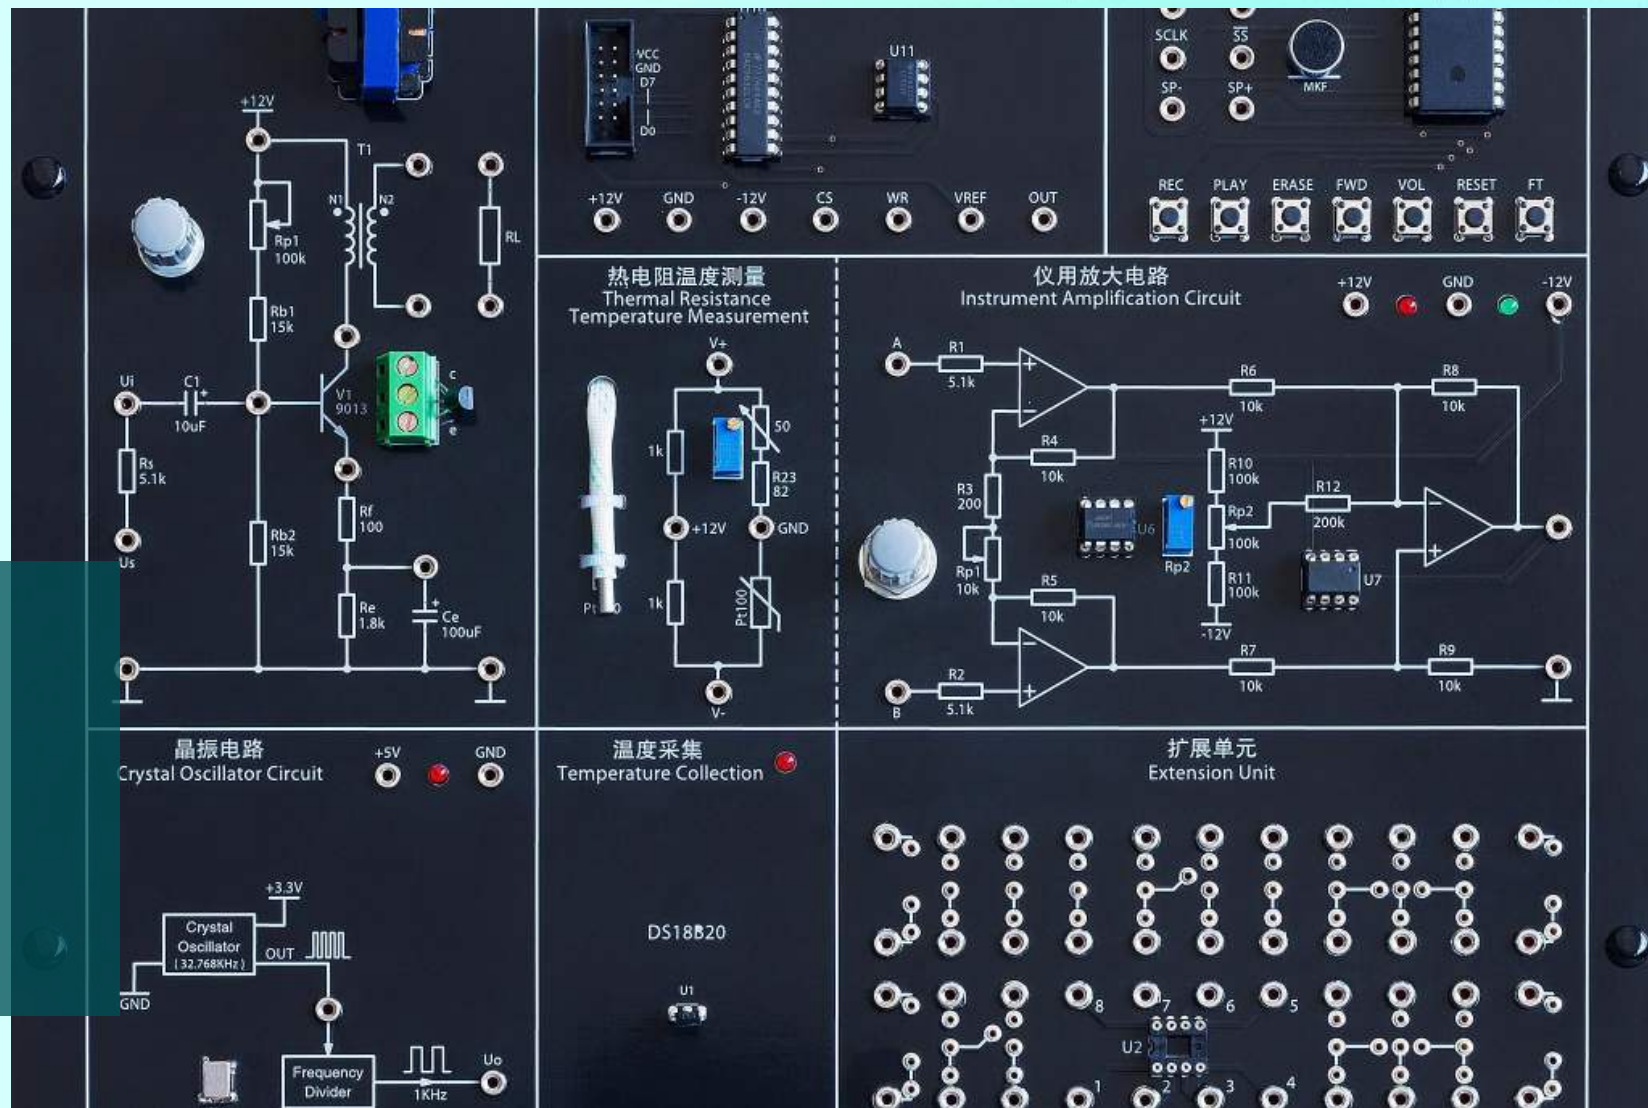 +12V
T1
N1
N2
Rp1
100k
RL
Rb1
15k
Ui
C1
+
10uF
V1
9013
c
e
Rs
5.1k
Us
Rf
100
Rb2
15k
Re
1.8k
+
Ce
100uF
VCC
GND
D7
D0
U11
+12V
GND
-12V
CS
WR
VREF
OUT
SCLK
SS
SP-
SP+
MKF
REC
PLAY
ERASE
FWD
VOL
RESET
FT
热电阻温度测量
Thermal Resistance
Temperature Measurement
V+
1k
50
R23
82
+12V
GND
1k
Pt100
V-
仪用放大电路
Instrument Amplification Circuit
+12V
GND
-12V
A
R1
5.1k
+
-
R4
10k
R3
200
Rp1
10k
R5
10k
-
+
B
R2
5.1k
U6
Rp2
R6
10k
R8
10k
+12V
R10
100k
Rp2
100k
R11
100k
-12V
R12
200k
U7
-
+
R7
10k
R9
10k
晶振电路
Crystal Oscillator Circuit
+5V
GND
+3.3V
Crystal
Oscillator
(32.768KHz)
OUT
GND
Frequency
Divider
1KHz
Uo
温度采集
Temperature Collection
DS18B20
U1
扩展单元
Extension Unit
8
7
6
5
U2
1
2
3
4